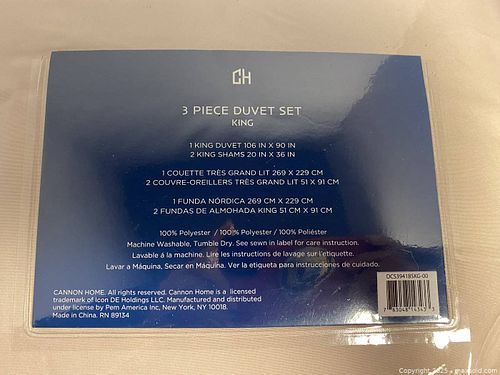 CH
3 PIECE DUVET SET
KING
1 KING DUVET 106 IN X 90 IN
2 KING SHAMS 20 IN X 36 IN
1 COUETTE TRÈS GRAND LIT 269 X 229 CM
2 COUVRE-OREILLERS TRÈS GRAND LIT 51 X 91 CM
1 FUNDA NÓRDICA 269 CM X 229 CM
2 FUNDAS DE ALMOHADA KING 51 CM X 91 CM
100% Polyester / 100% Polyester / 100% Poliéster
Machine Washable, Tumble Dry. See sewn in label for care instruction.
Lavable á la machine. Lire les instructions de lavage sur l'etiquette.
Lavar a Máquina, Secar en Máquina. Ver la etiqueta para instrucciones de cuidado.
CANNON HOME. All rights reserved. Cannon Home is a licensed
trademark of Icon DE Holdings LLC. Manufactured and distributed
under license by Pem America Inc, New York, NY 10018.
Made in China. RN 89134
DCS3941BSKG-00
Copyright 2025 - maxsold.com